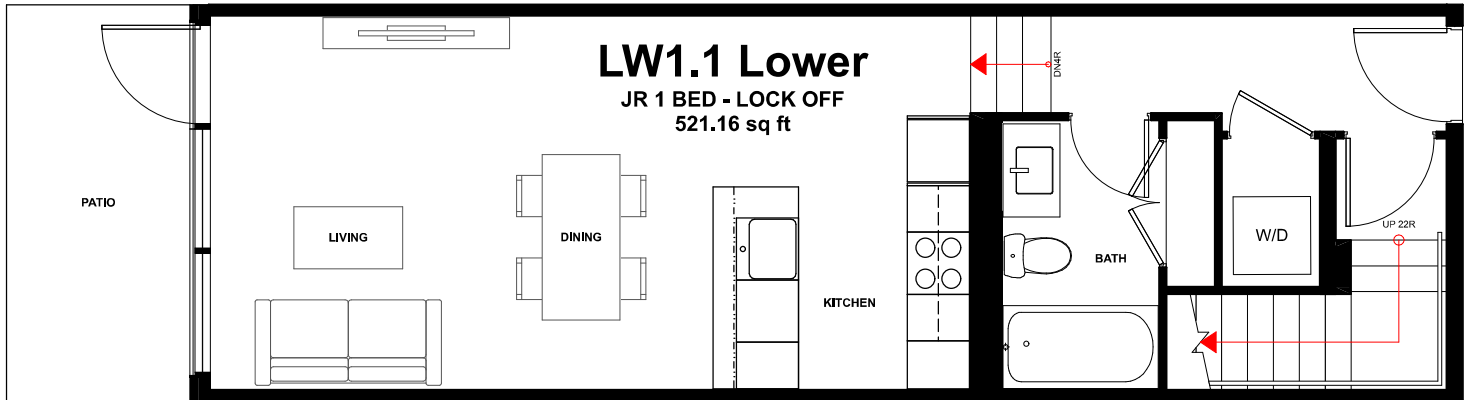 LW1.1 Lower
JR 1 BED - LOCK OFF
521.16 sq ft
DN4R
PATIO
LIVING
DINING
KITCHEN
BATH
W/D
UP 22R